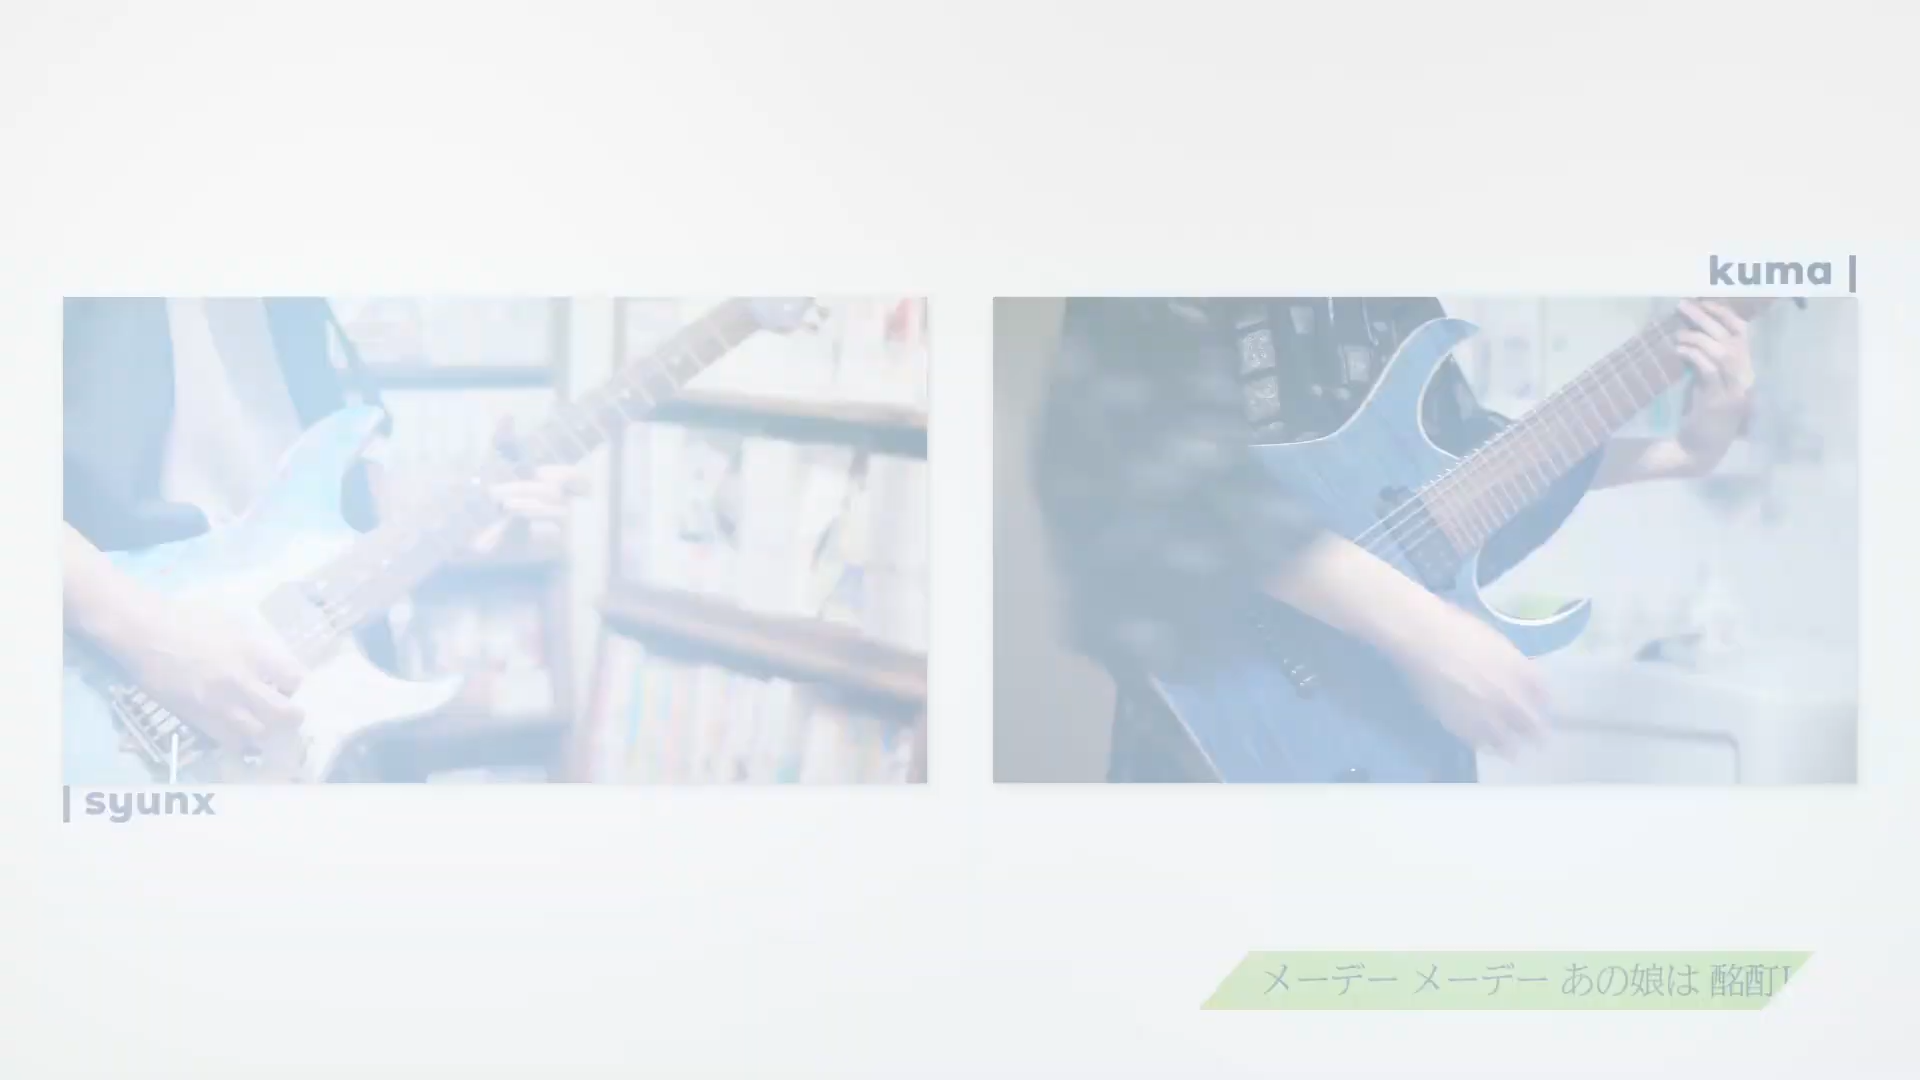 kuma |
| syunx
メーデー メーデー あの娘は 酩酊